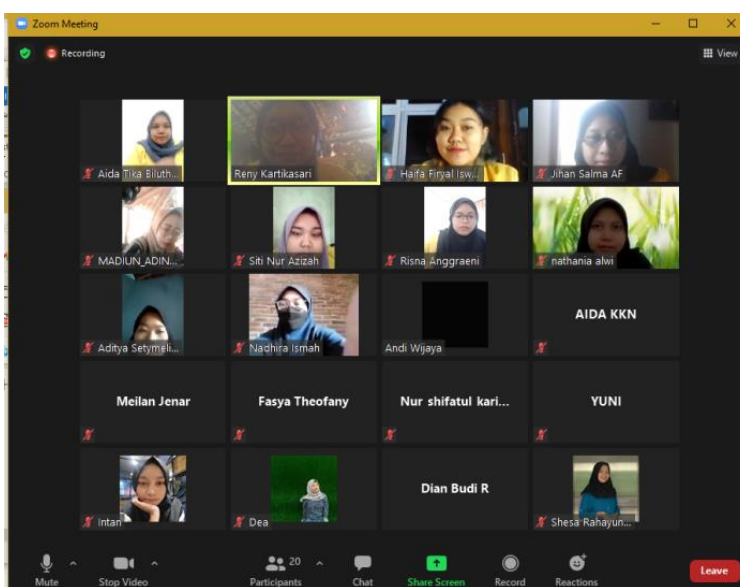 Zoom Meeting
Recording
View
Aida Tika Biluth...
Reny Kartikasari
Haifa Firyal Isw...
Jihan Salma AF
MADIUN_ADIN...
Siti Nur Azizah
Risna Anggraeni
nathania alwi
Aditya Setymeli...
Nadhira Ismah
Andi Wijaya
AIDA KKN
Meilan Jenar
Fasya Theofany
Nur shifatul kari...
YUNI
Intan
Dea
Dian Budi R
Shesa Rahayun...
Mute
Stop Video
20
Participants
Chat
Share Screen
Record
Reactions
Leave